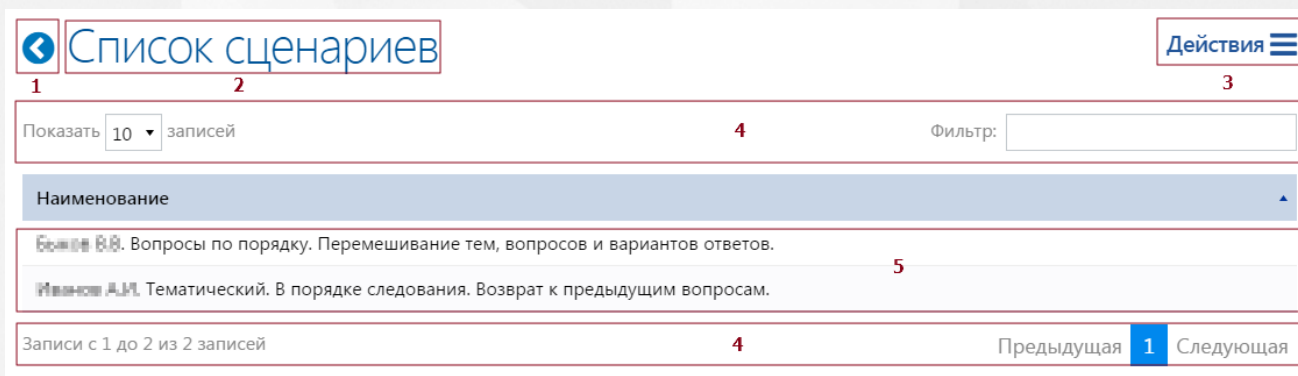 Список сценариев
Действия
1
2
3
Показать 10 записей
4
Фильтр:
Наименование
. Вопросы по порядку. Перемешивание тем, вопросов и вариантов ответов.
5
Тематический. В порядке следования. Возврат к предыдущим вопросам.
Записи с 1 до 2 из 2 записей
4
Предыдущая 1 Следующая